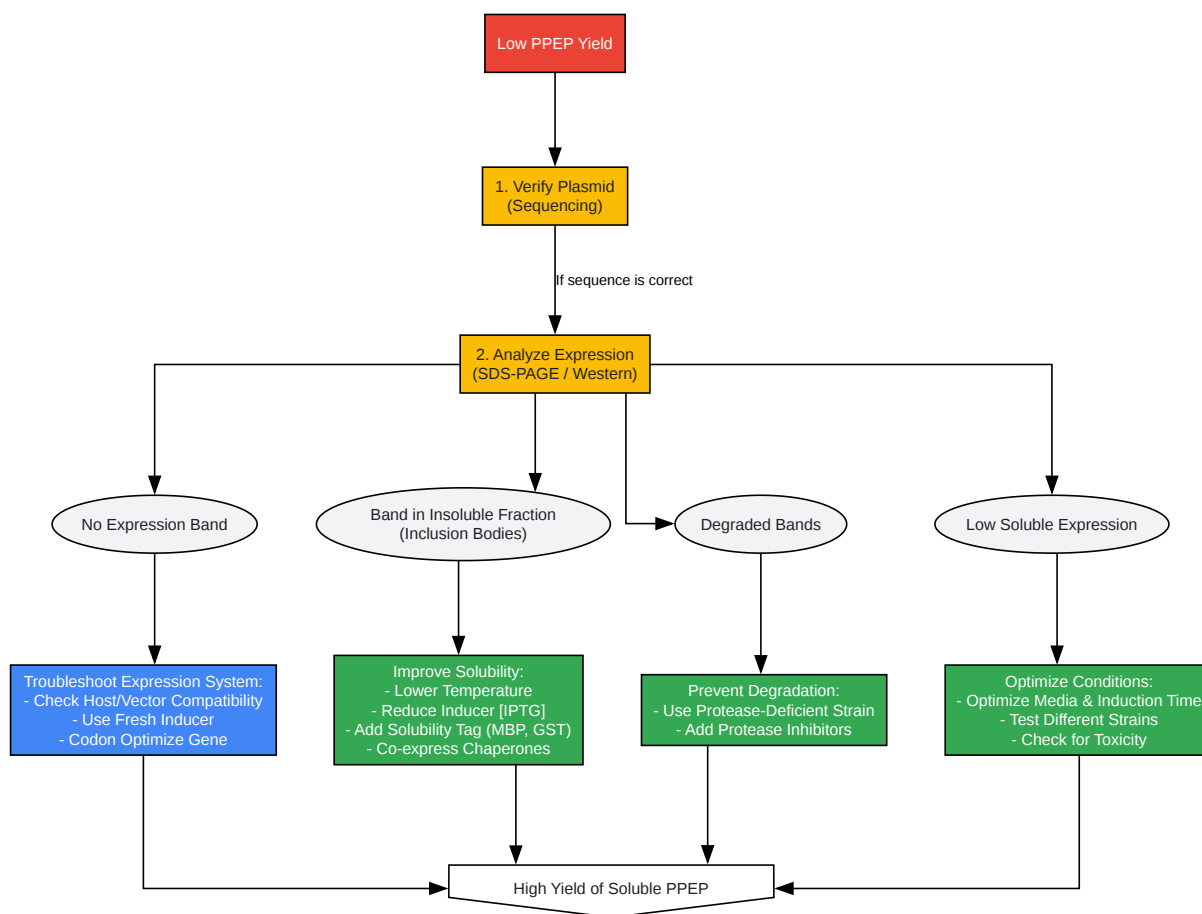 Low PPEP Yield
1. Verify Plasmid
(Sequencing)
If sequence is correct
2. Analyze Expression
(SDS-PAGE / Western)
No Expression Band
Band in Insoluble Fraction
(Inclusion Bodies)
Degraded Bands
Low Soluble Expression
Troubleshoot Expression System:
- Check Host/Vector Compatibility
- Use Fresh Inducer
- Codon Optimize Gene
Improve Solubility:
- Lower Temperature
- Reduce Inducer [IPTG]
- Add Solubility Tag (MBP, GST)
- Co-express Chaperones
Prevent Degradation:
- Use Protease-Deficient Strain
- Add Protease Inhibitors
Optimize Conditions:
- Optimize Media & Induction Time
- Test Different Strains
- Check for Toxicity
High Yield of Soluble PPEP